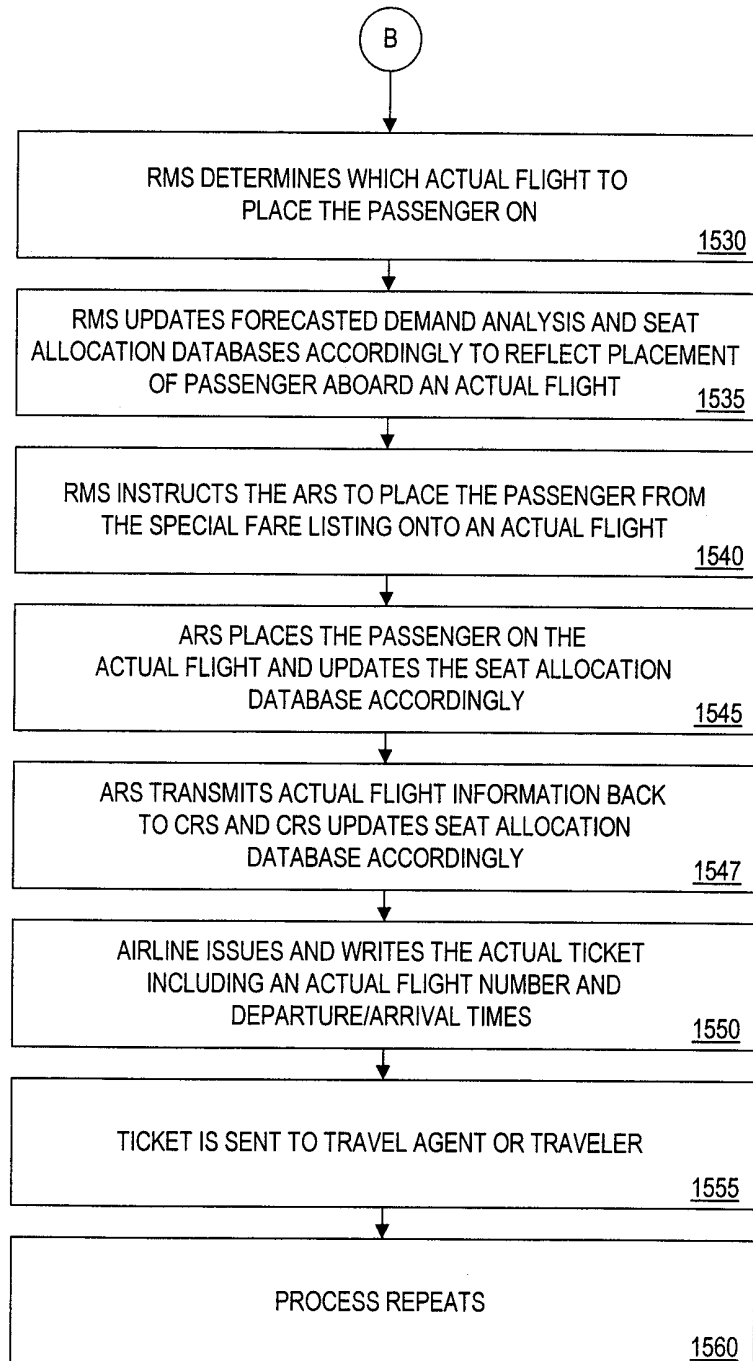 B
RMS DETERMINES WHICH ACTUAL FLIGHT TO
PLACE THE PASSENGER ON
1530
RMS UPDATES FORECASTED DEMAND ANALYSIS AND SEAT
ALLOCATION DATABASES ACCORDINGLY TO REFLECT PLACEMENT
OF PASSENGER ABOARD AN ACTUAL FLIGHT
1535
RMS INSTRUCTS THE ARS TO PLACE THE PASSENGER FROM
THE SPECIAL FARE LISTING ONTO AN ACTUAL FLIGHT
1540
ARS PLACES THE PASSENGER ON THE
ACTUAL FLIGHT AND UPDATES THE SEAT ALLOCATION
DATABASE ACCORDINGLY
1545
ARS TRANSMITS ACTUAL FLIGHT INFORMATION BACK
TO CRS AND CRS UPDATES SEAT ALLOCATION
DATABASE ACCORDINGLY
1547
AIRLINE ISSUES AND WRITES THE ACTUAL TICKET
INCLUDING AN ACTUAL FLIGHT NUMBER AND
DEPARTURE/ARRIVAL TIMES
1550
TICKET IS SENT TO TRAVEL AGENT OR TRAVELER
1555
PROCESS REPEATS
1560